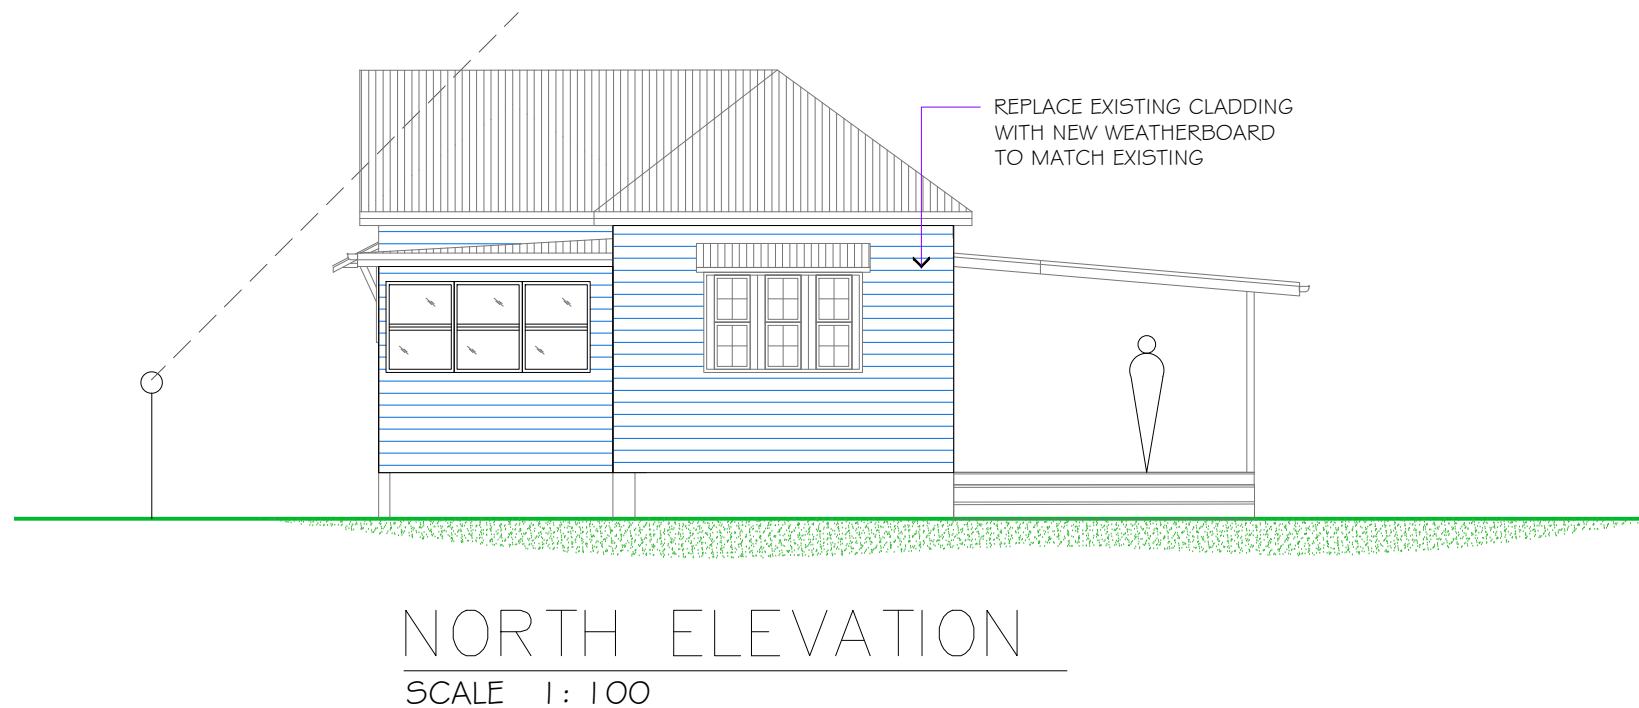 REPLACE EXISTING CLADDING
WITH NEW WEATHERBOARD
TO MATCH EXISTING
NORTH ELEVATION
SCALE 1:100